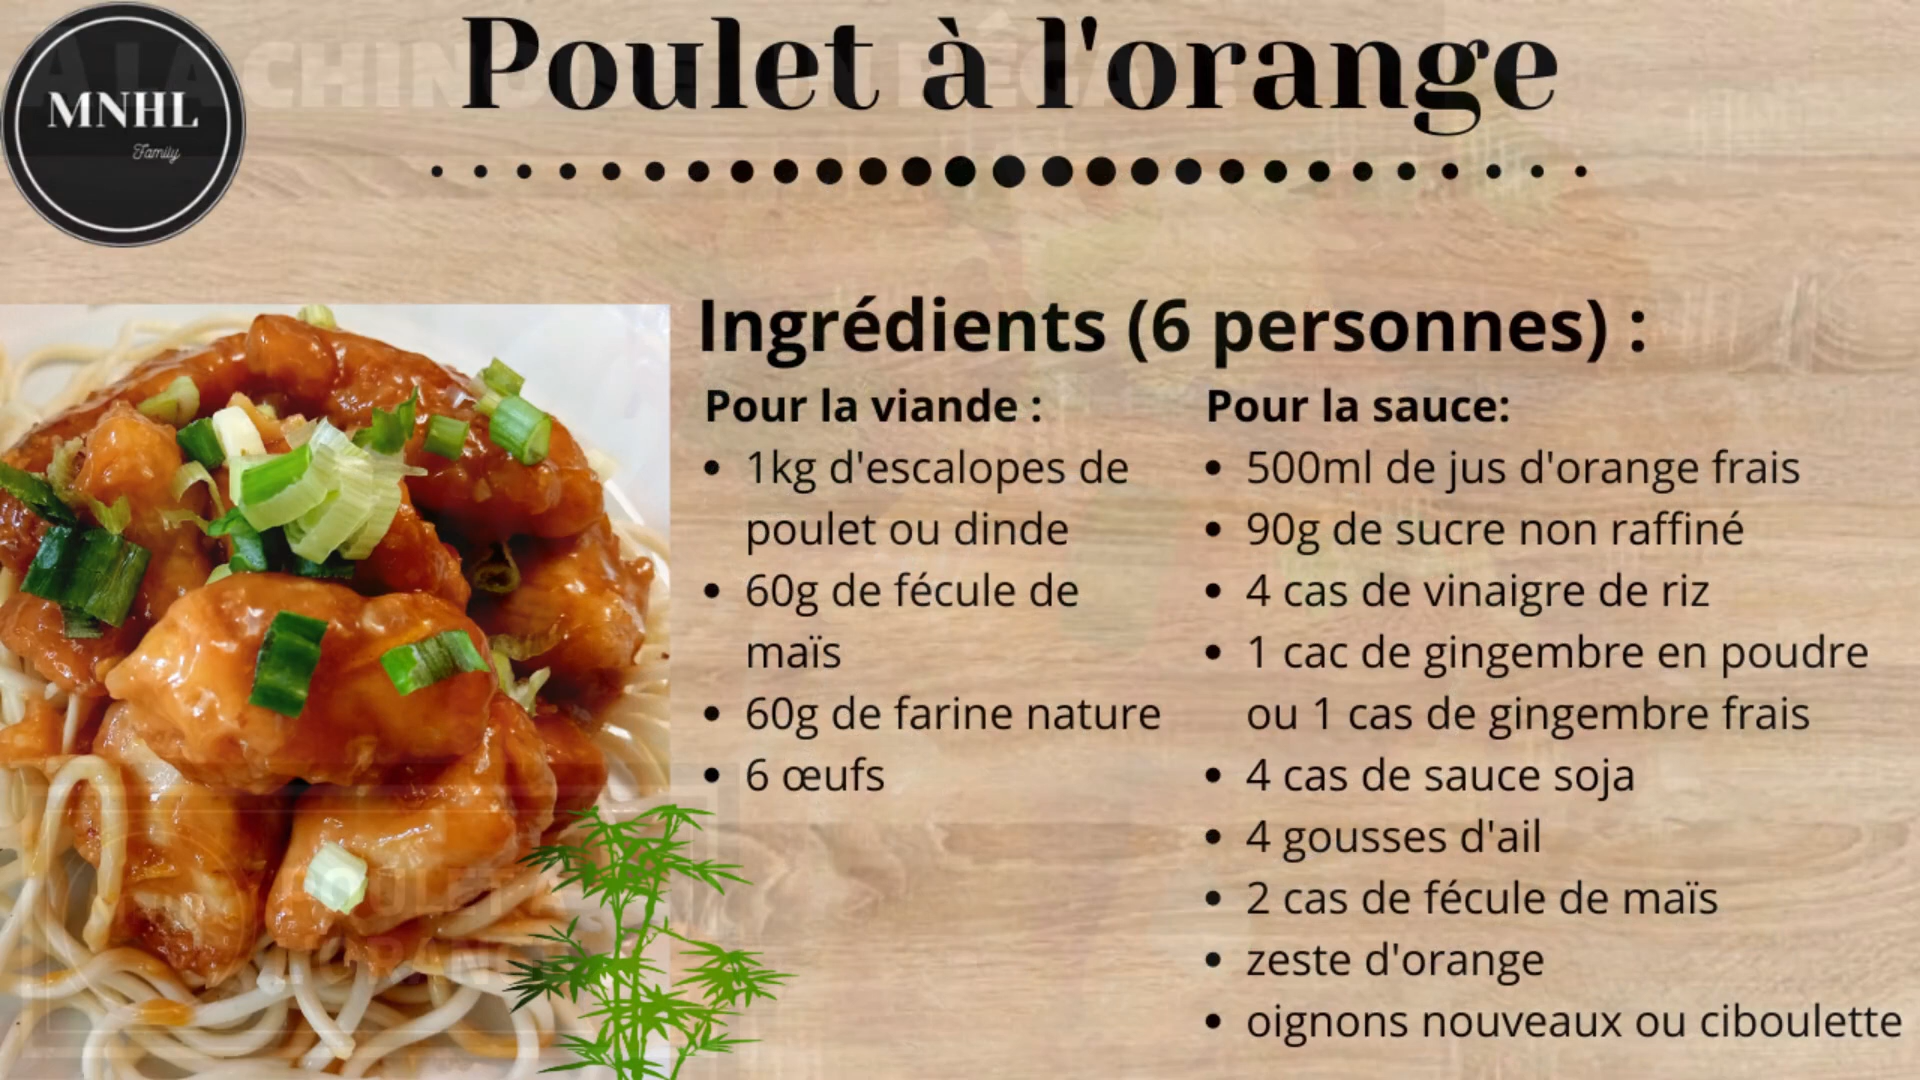 MNHL
Family
Poulet à l'orange
Ingrédients (6 personnes) :
Pour la viande :
• 1kg d'escalopes de
poulet ou dinde
• 60g de fécule de
maïs
• 60g de farine nature
• 6 œufs
Pour la sauce:
• 500ml de jus d'orange frais
• 90g de sucre non raffiné
• 4 cas de vinaigre de riz
• 1 cac de gingembre en poudre
ou 1 cas de gingembre frais
• 4 cas de sauce soja
• 4 gousses d'ail
• 2 cas de fécule de maïs
• zeste d'orange
• oignons nouveaux ou ciboulette